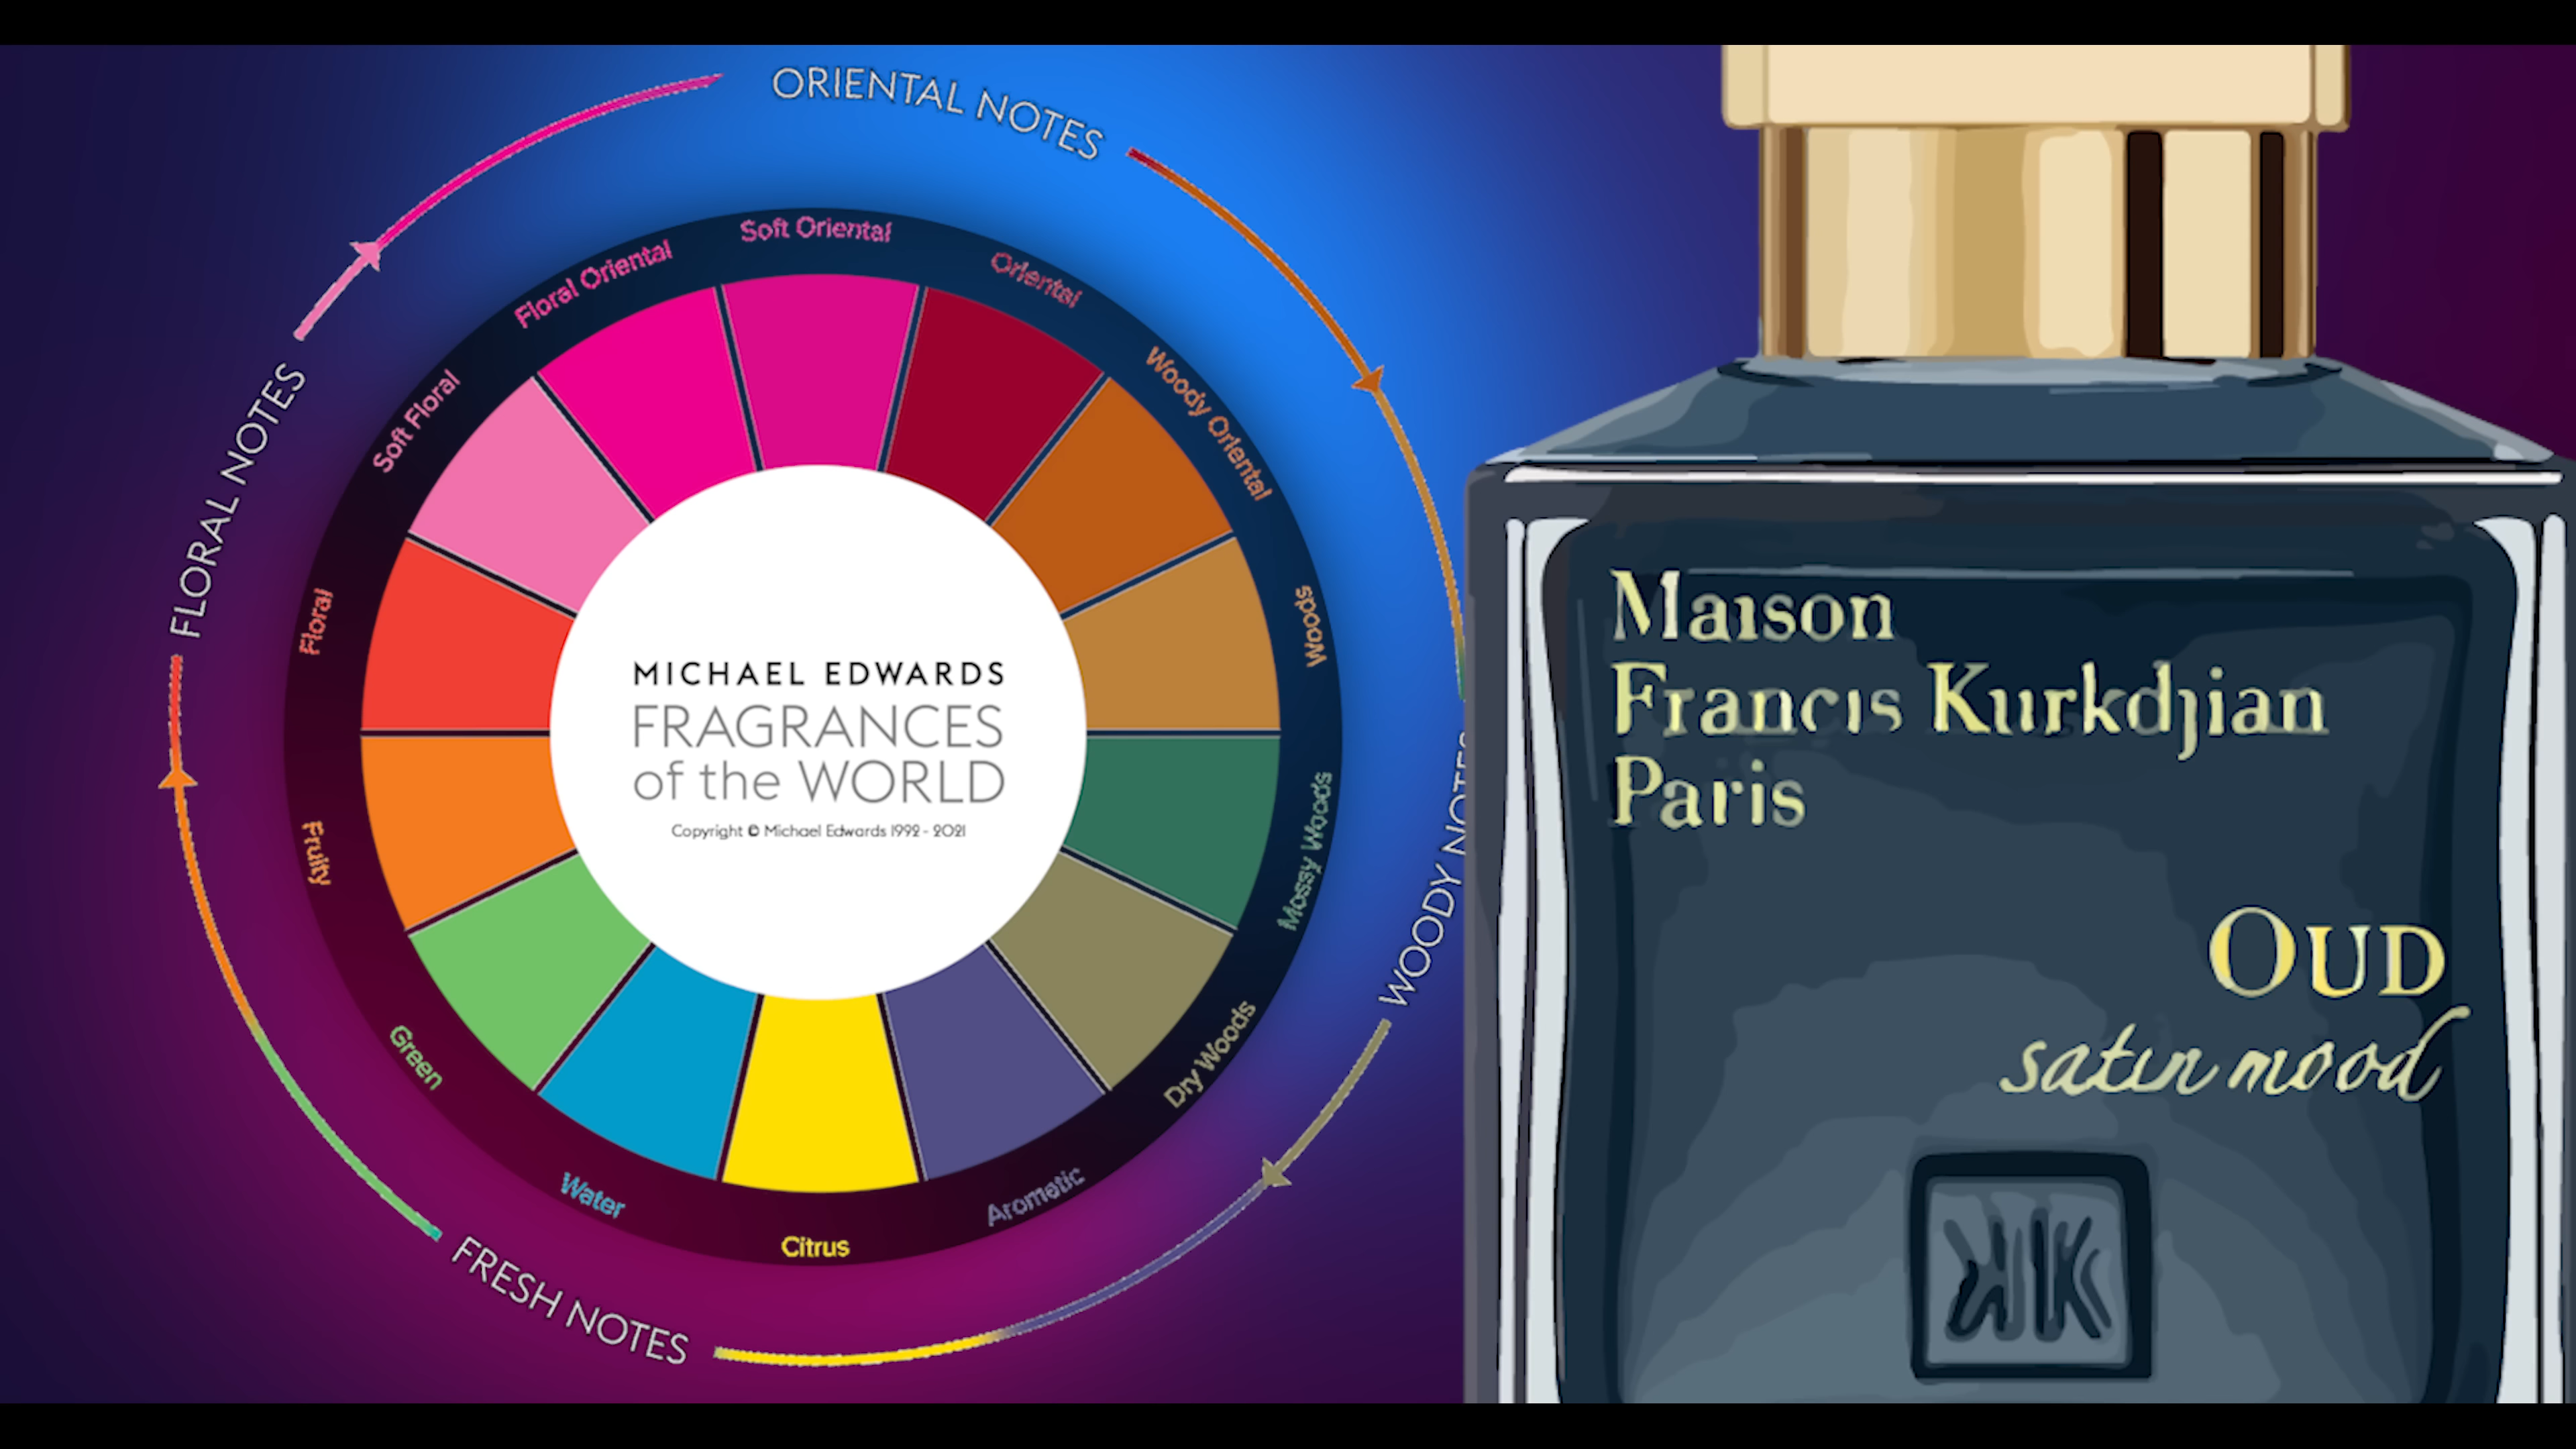 ORIENTAL NOTES
Soft Oriental
Floral Oriental
Oriental
Woody Oriental
Soft Floral
FLORAL NOTES
Floral
Woods
MICHAEL EDWARDS
FRAGRANCES
of the WORLD
Copyright © Michael Edwards 1992 - 2021
Fruity
Mossy Woods
WOODY NOTES
Green
Dry Woods
Water
Aromatic
Citrus
FRESH NOTES
Maison
Francis Kurkdjian
Paris
OUD
satin mood